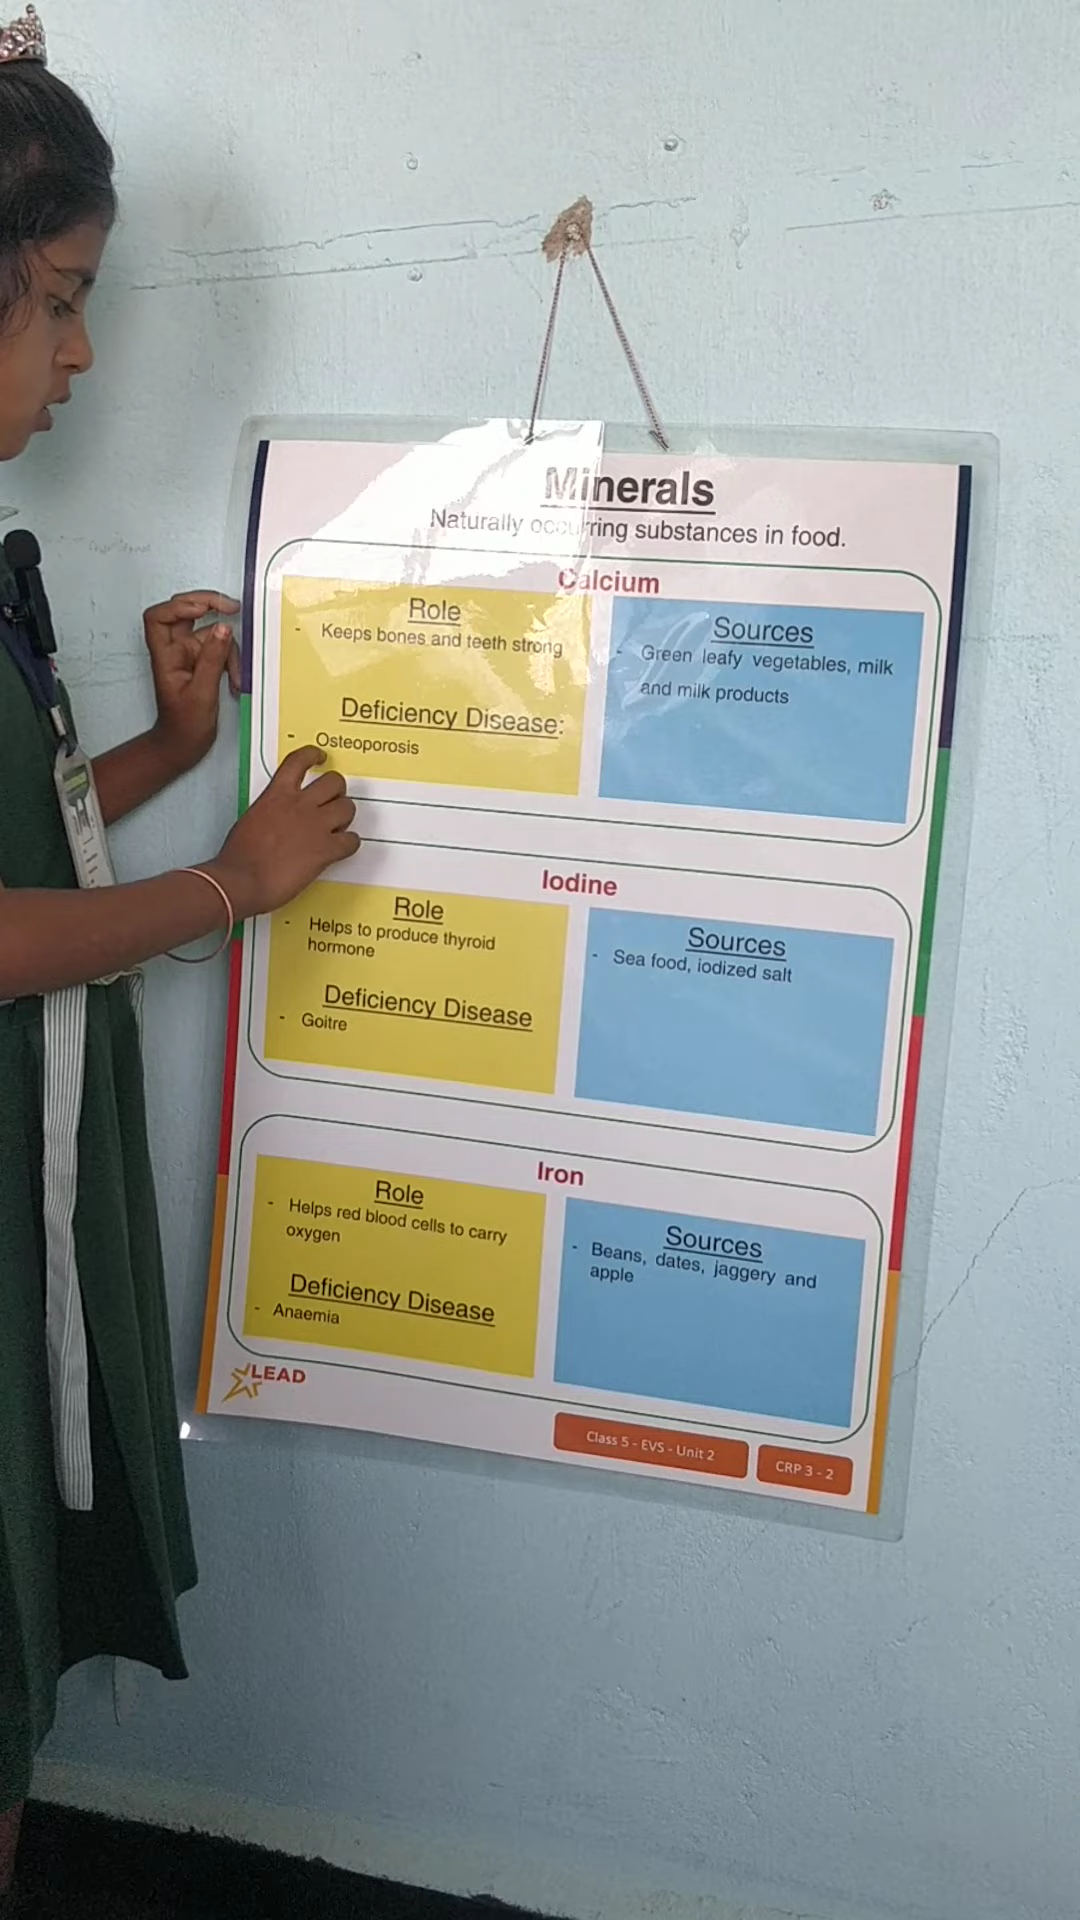 Minerals
Naturally occurring substances in food.
Calcium
Role
- Keeps bones and teeth strong
Deficiency Disease:
- Osteoporosis
Sources
- Green leafy vegetables, milk
and milk products
Iodine
Role
- Helps to produce thyroid
hormone
Deficiency Disease
- Goitre
Sources
- Sea food, iodized salt
Iron
Role
- Helps red blood cells to carry
oxygen
Deficiency Disease
- Anaemia
Sources
- Beans, dates, jaggery and
apple
LEAD
Class 5 - EVS - Unit 2
CRP 3 - 2